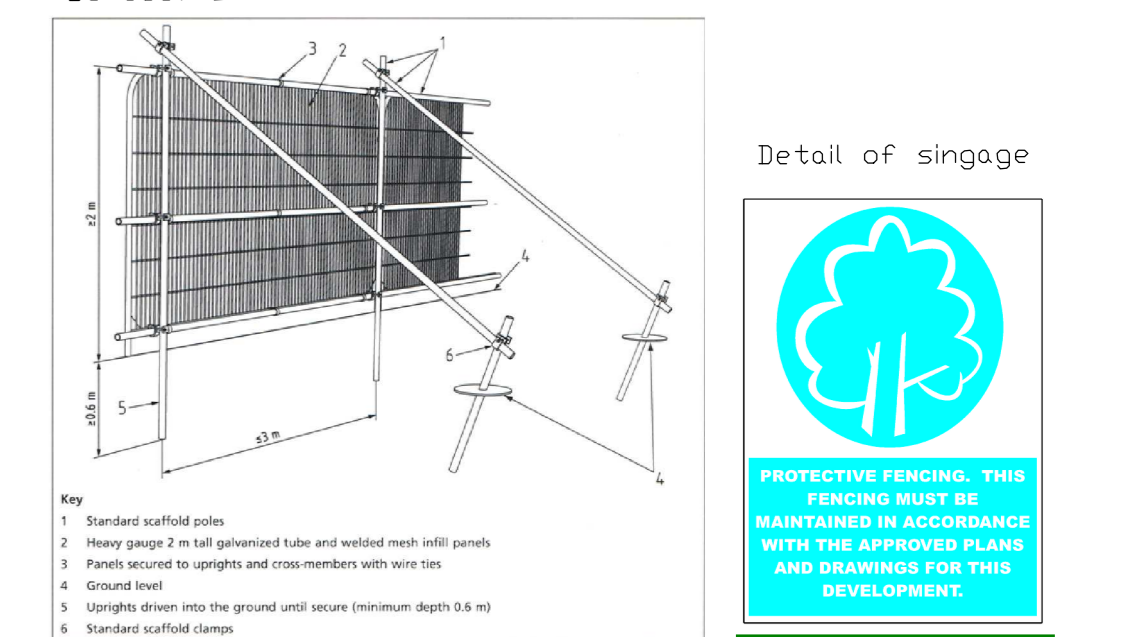 3
2
1
≥2 m
4
6
5
≥0.6 m
≤3 m
4
Key
1 Standard scaffold poles
2 Heavy gauge 2 m tall galvanized tube and welded mesh infill panels
3 Panels secured to uprights and cross-members with wire ties
4 Ground level
5 Uprights driven into the ground until secure (minimum depth 0.6 m)
6 Standard scaffold clamps
Detail of singage
PROTECTIVE FENCING. THIS
FENCING MUST BE
MAINTAINED IN ACCORDANCE
WITH THE APPROVED PLANS
AND DRAWINGS FOR THIS
DEVELOPMENT.